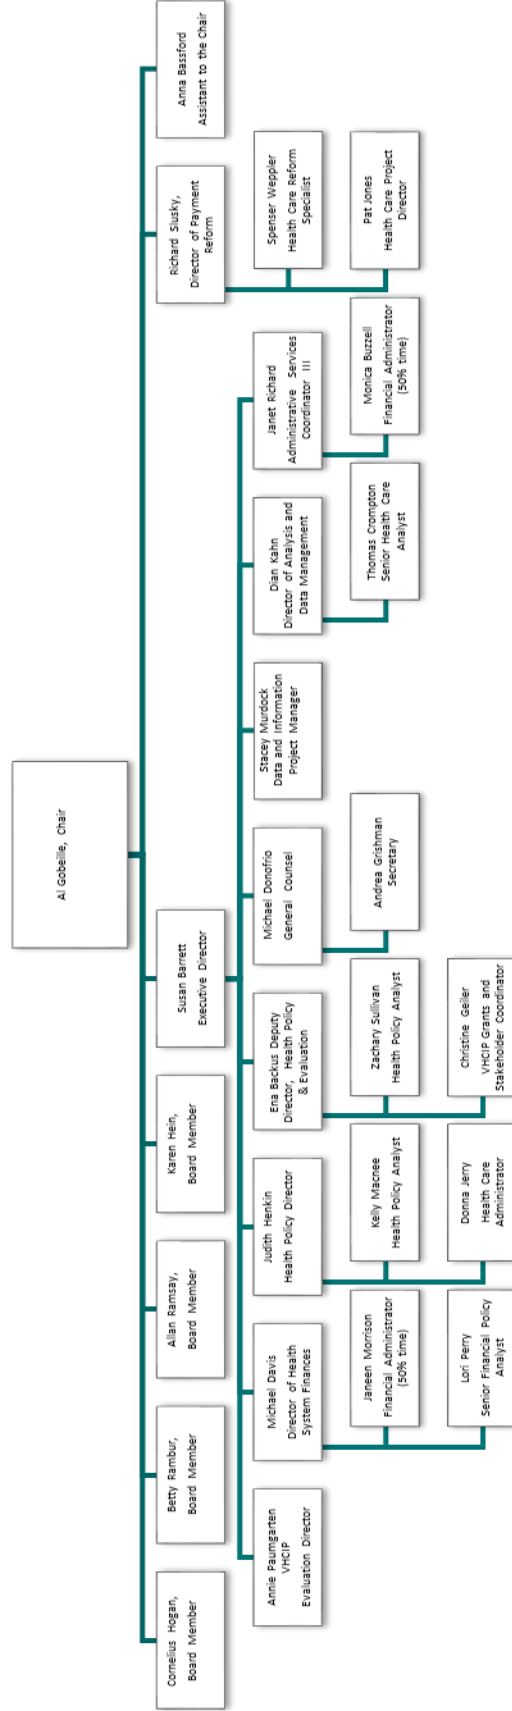 Al Gobeille, Chair
Cornelius Hogan,
Board Member
Betty Rambur,
Board Member
Allan Ramsay,
Board Member
Karen Hein,
Board Member
Susan Barrett
Executive Director
Richard Slusky,
Director of Payment
Reform
Anna Bassford
Assistant to the Chair
Annie Paumgarten
VHCIP
Evaluation Director
Michael Davis
Director of Health
System Finances
Judith Henkin
Health Policy Director
Ena Backus Deputy
Director, Health Policy
& Evaluation
Michael Donofrio
General Counsel
Stacey Murdock
Data and Information
Project Manager
Dian Kahn
Director of Analysis and
Data Management
Janet Richard
Administrative Services
Coordinator III
Spenser Weppler
Health Care Reform
Specialist
Janeen Morrison
Financial Administrator
(50% time)
Kelly Macnee
Health Policy Analyst
Zachary Sullivan
Health Policy Analyst
Andrea Grishman
Secretary
Thomas Crompton
Senior Health Care
Analyst
Monica Buzzell
Financial Administrator
(50% time)
Pat Jones
Health Care Project
Director
Lori Perry
Senior Financial Policy
Analyst
Donna Jerry
Health Care
Administrator
Christine Geiler
VHCIP Grants and
Stakeholder Coordinator